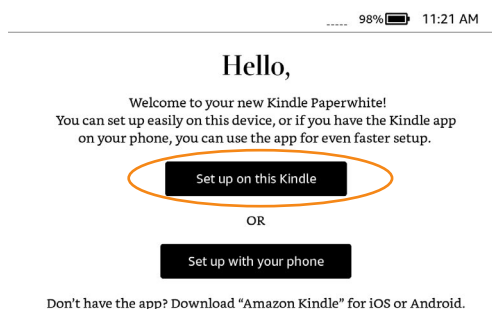 98% 11:21 AM
Hello,
Welcome to your new Kindle Paperwhite!
You can set up easily on this device, or if you have the Kindle app
on your phone, you can use the app for even faster setup.
Set up on this Kindle
OR
Set up with your phone
Don't have the app? Download “Amazon Kindle” for iOS or Android.